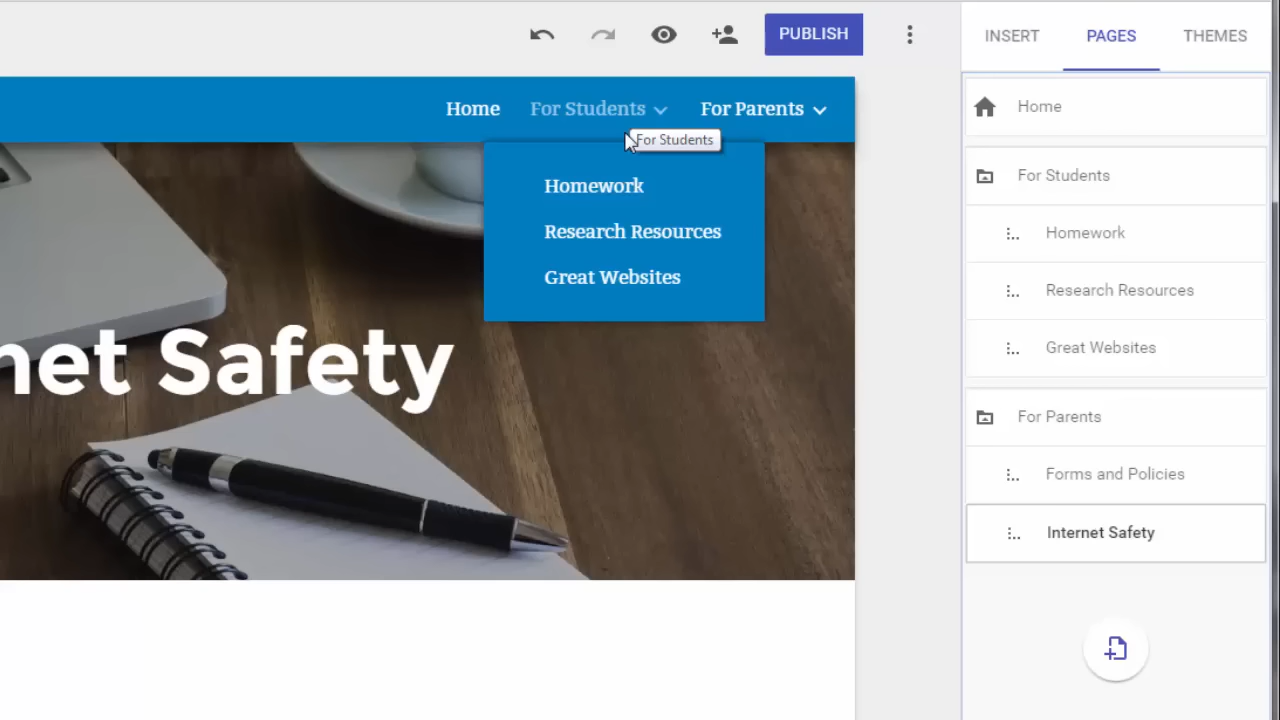 PUBLISH
INSERT PAGES THEMES
Home For Students For Parents
For Students
Homework
Research Resources
Great Websites
net Safety
Home
For Students
Homework
Research Resources
Great Websites
For Parents
Forms and Policies
Internet Safety